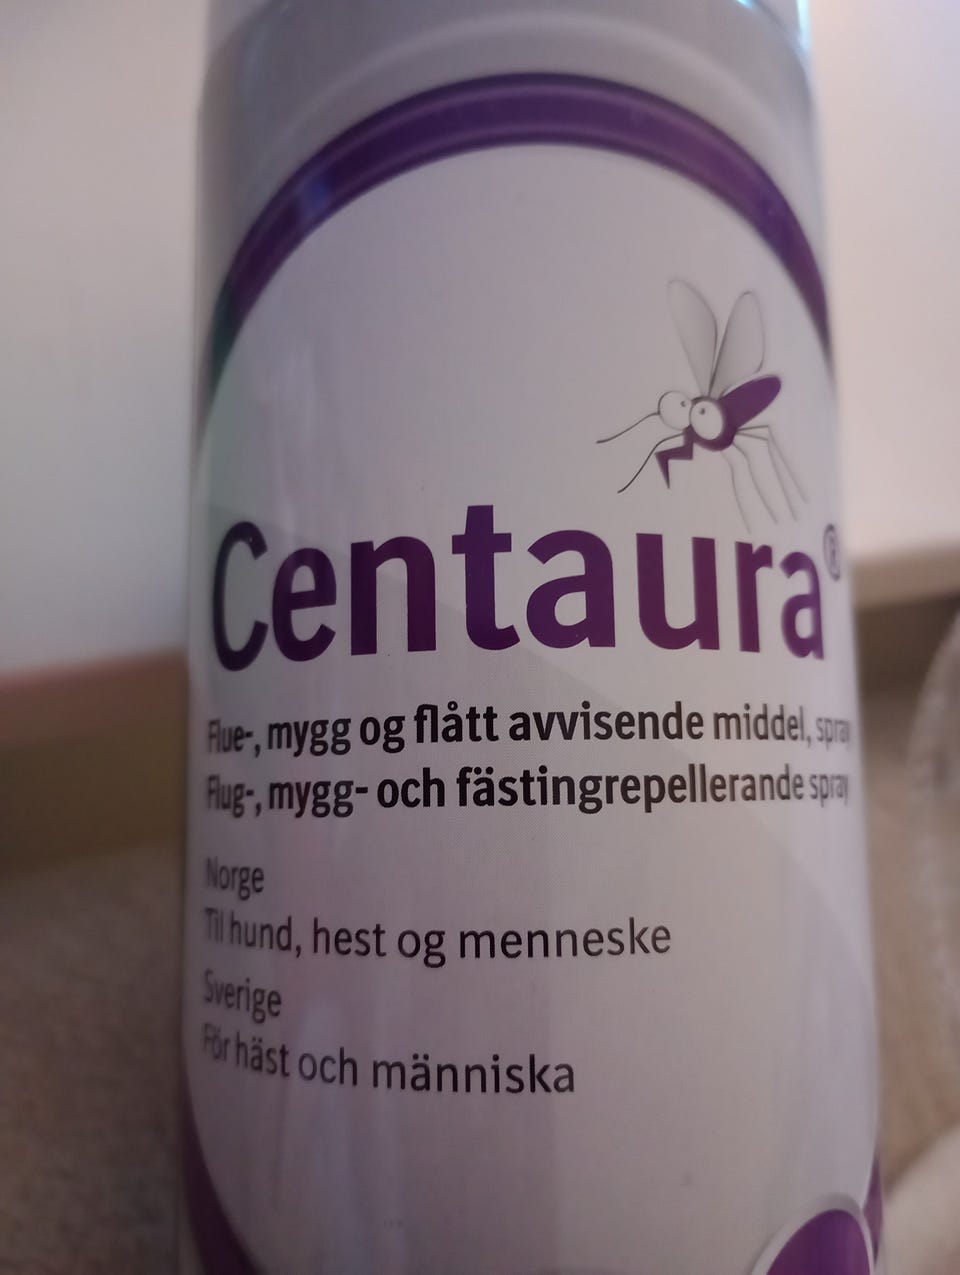 Centaura®
Flue-, mygg og flått avvisende middel, spray
Flug-, mygg- och fästingrepellerande spray
Norge
Til hund, hest og menneske
Sverige
För häst och människa